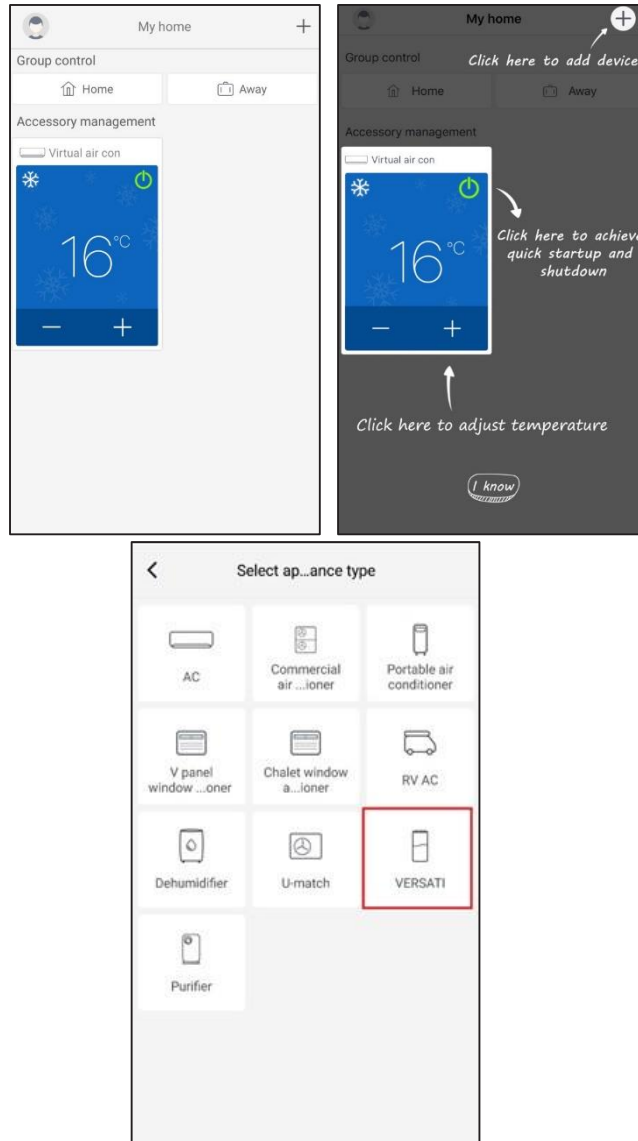 My home
+
Group control
Home
Away
Accessory management
Virtual air con
16°C
− +
My home
+
Click here to add device
Group control
Home
Away
Accessory management
Virtual air con
16°C
− +
Click here to achieve
quick startup and
shutdown
Click here to adjust temperature
I know
Select ap...ance type
AC
Commercial
air ...ioner
Portable air
conditioner
V panel
window ...oner
Chalet window
a...ioner
RV AC
Dehumidifier
U-match
VERSATI
Purifier